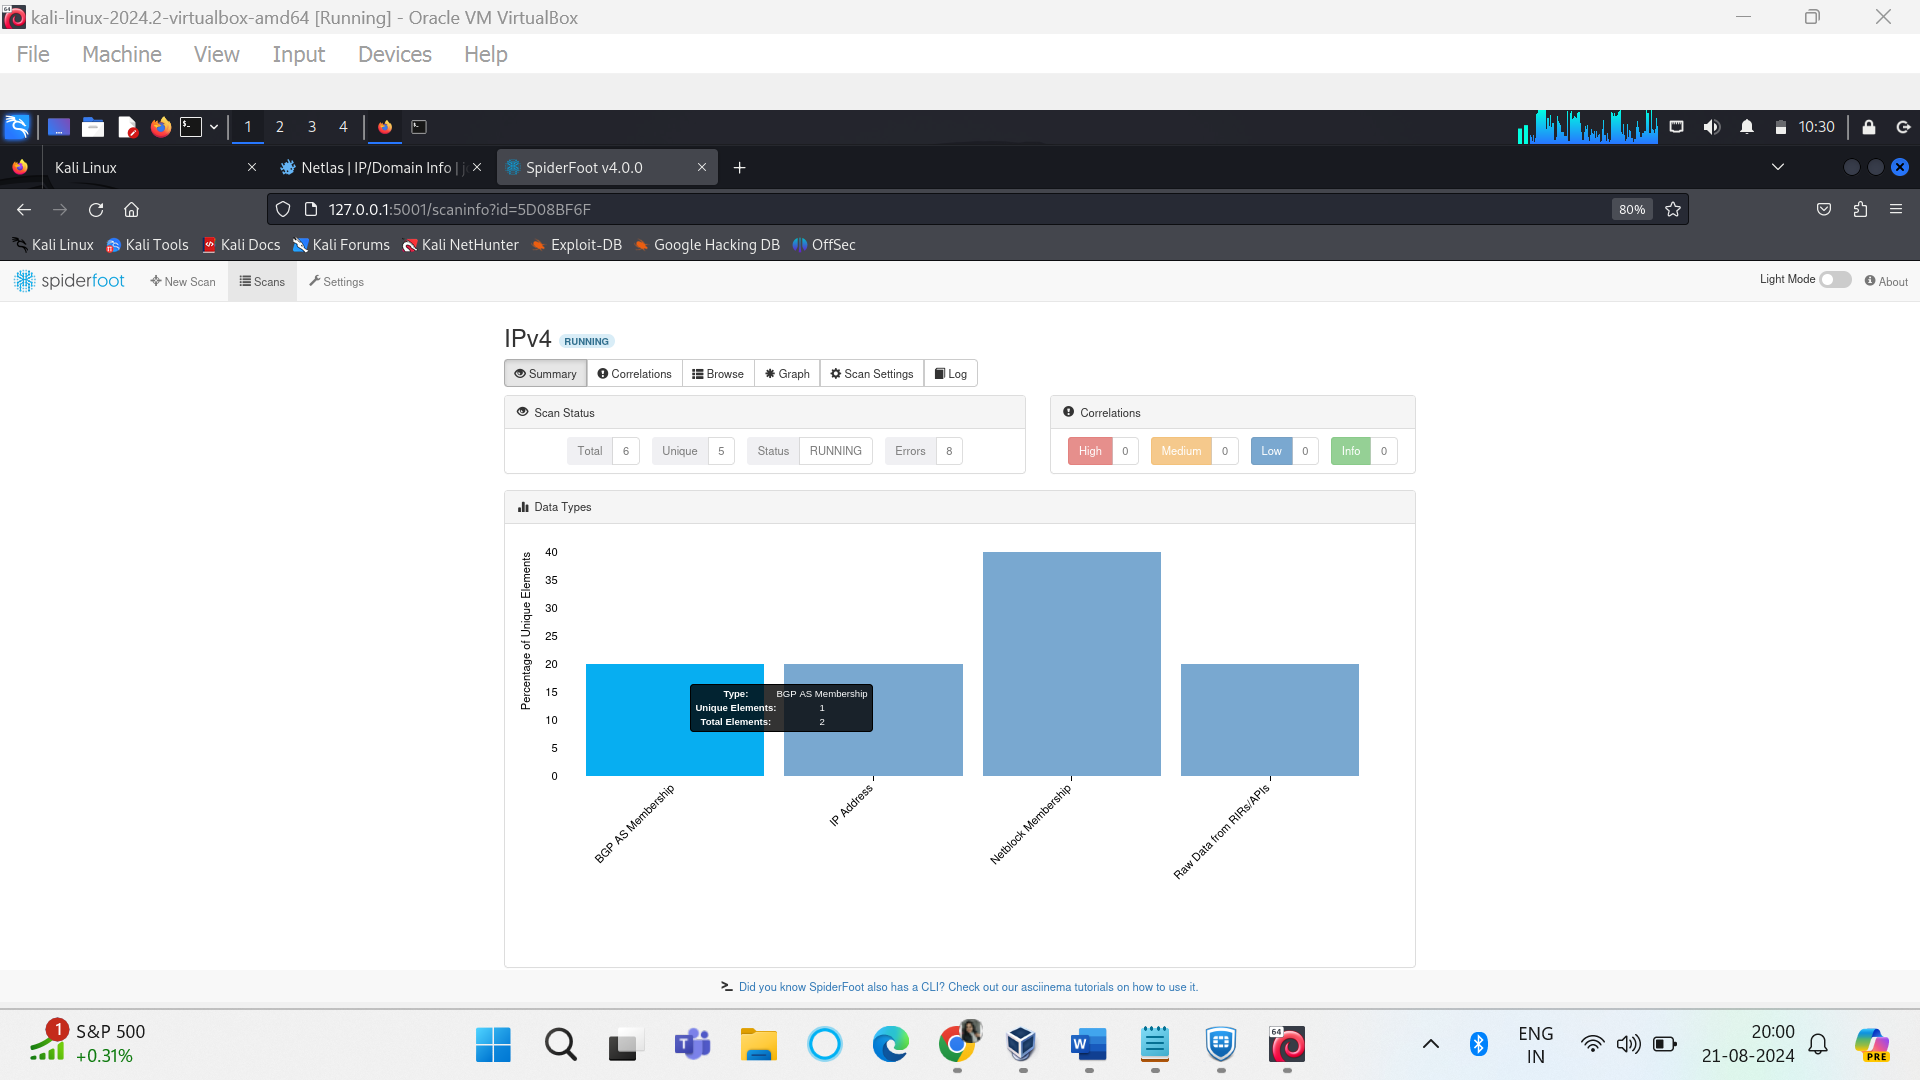 kali-linux-2024.2-virtualbox-amd64 [Running] - Oracle VM VirtualBox
File Machine View Input Devices Help
1 2 3 4 10:30
Kali Linux Netlas | IP/Domain Info | SpiderFoot v4.0.0
127.0.0.1:5001/scaninfo?id=5D08BF6F 80%
Kali Linux Kali Tools Kali Docs Kali Forums Kali NetHunter Exploit-DB Google Hacking DB OffSec
spiderfoot New Scan Scans Settings Light Mode About
IPv4 RUNNING
Summary Correlations Browse Graph Scan Settings Log
Scan Status
Total 6 Unique 5 Status RUNNING Errors 8
Correlations
High 0 Medium 0 Low 0 Info 0
Data Types
Percentage of Unique Elements
40
35
30
25
20
15
10
5
0
Type: BGP AS Membership
Unique Elements: 1
Total Elements: 2
BGP AS Membership
IP Address
Netblock Membership
Raw Data from RIRs/APIs
Did you know SpiderFoot also has a CLI? Check out our asciinema tutorials on how to use it.
1 S&P 500
+0.31%
64
ENG
IN
20:00
21-08-2024
PRE